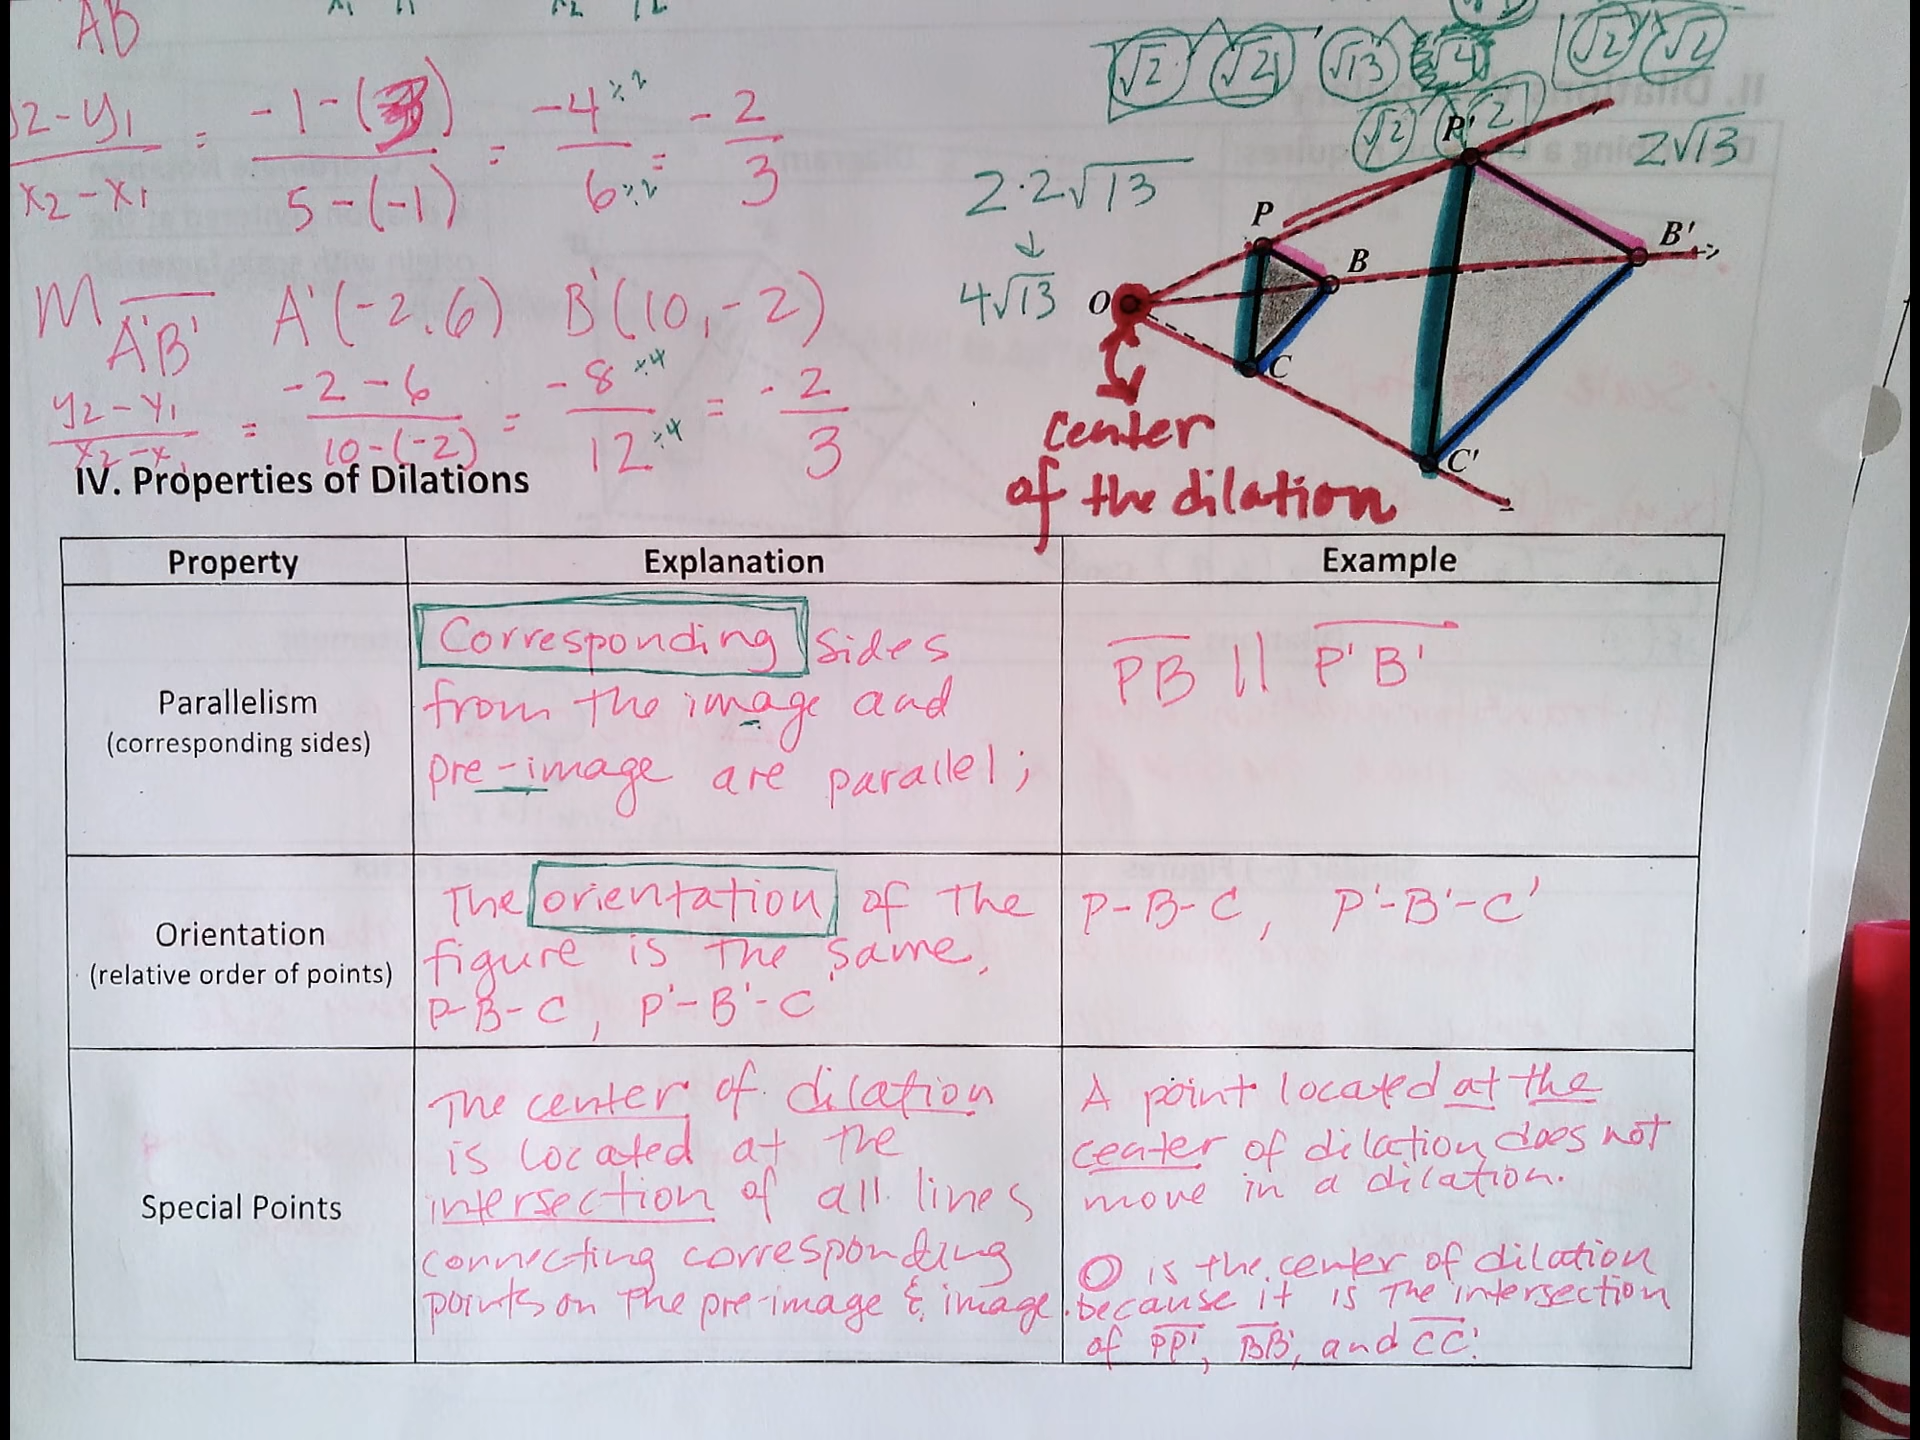 AB
y2-y1 / x2-x1 = -1-(3) / 5-(-1) = -4÷2 / 6÷2 = -2/3
M A'B' A'(-2,6) B'(10,-2)
y2-y1 / x2-x1 = -2-6 / 10-(-2) = -8÷4 / 12÷4 = -2/3
√2 √2 √13 √4 √2 √2
√2 √2
2√13
2·2√13
↓
4√13
P'
P
B'
B
O
C
C'
Center
of the dilation
IV. Properties of Dilations
Property Explanation Example
Parallelism
(corresponding sides)
Corresponding sides
from the image and
pre-image are parallel;
PB || P'B'
Orientation
(relative order of points)
The orientation of the
figure is the same,
P-B-C, P'-B'-C'
P-B-C, P'-B'-C'
Special Points
The center of dilation
is located at the
intersection of all lines
connecting corresponding
points on the pre-image & image.
A point located at the
center of dilation does not
move in a dilation.
O is the center of dilation
because it is the intersection
of PP', BB', and CC'.